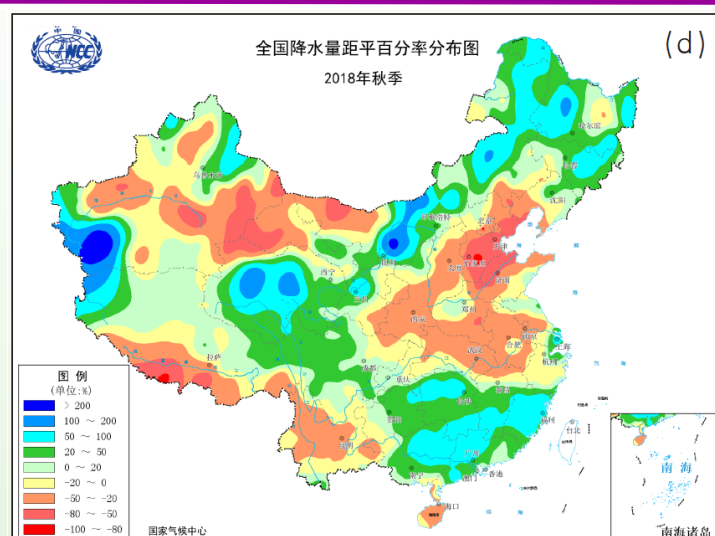 中国
NCC
全国降水量距平百分率分布图
2018年秋季
(d)
哈尔滨
长春
沈阳
乌鲁木齐
呼和浩特
北京
天津
银川
太原
石家庄
济南
西宁
兰州
郑州
西安
南京
合肥
上海
杭州
武汉
拉萨
成都
重庆
南昌
长沙
贵阳
福州
台北
昆明
广州
南宁
香港
澳门
海口
图 例
(单位:%)
> 200
100 ~ 200
50 ~ 100
20 ~ 50
0 ~ 20
-20 ~ 0
-50 ~ -20
-80 ~ -50
-100 ~ -80
国家气候中心
南 海
南海诸岛